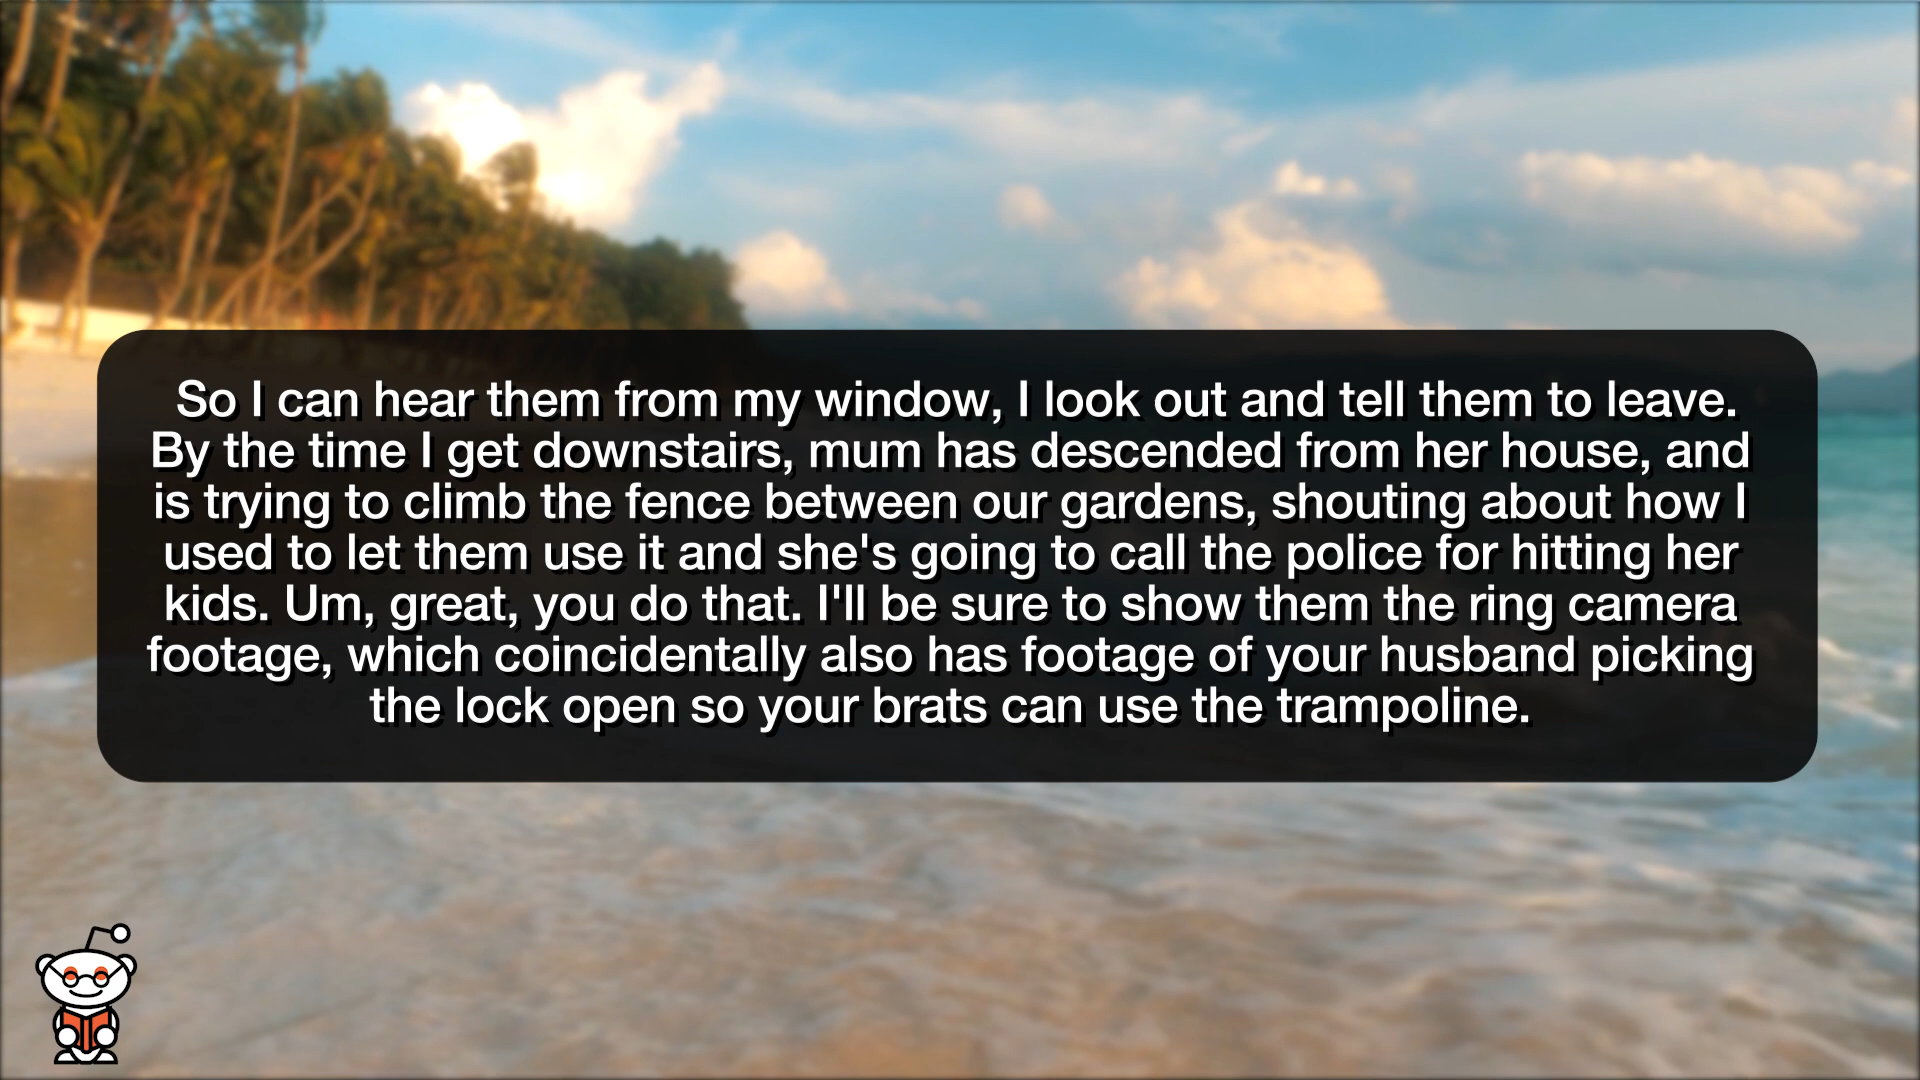 So I can hear them from my window, I look out and tell them to leave.
By the time I get downstairs, mum has descended from her house, and
is trying to climb the fence between our gardens, shouting about how I
used to let them use it and she's going to call the police for hitting her
kids. Um, great, you do that. I'll be sure to show them the ring camera
footage, which coincidentally also has footage of your husband picking
the lock open so your brats can use the trampoline.